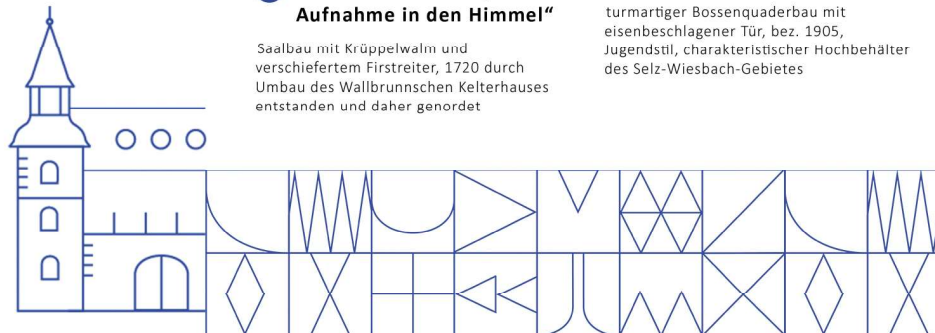 Aufnahme in den Himmel“
Saalbau mit Krüppelwalm und
verschiefertem Firstreiter, 1720 durch
Umbau des Wallbrunnschen Kelterhauses
entstanden und daher genordet
turmartiger Bossenquaderbau mit
eisenbeschlagener Tür, bez. 1905,
Jugendstil, charakteristischer Hochbehälter
des Selz-Wiesbach-Gebietes